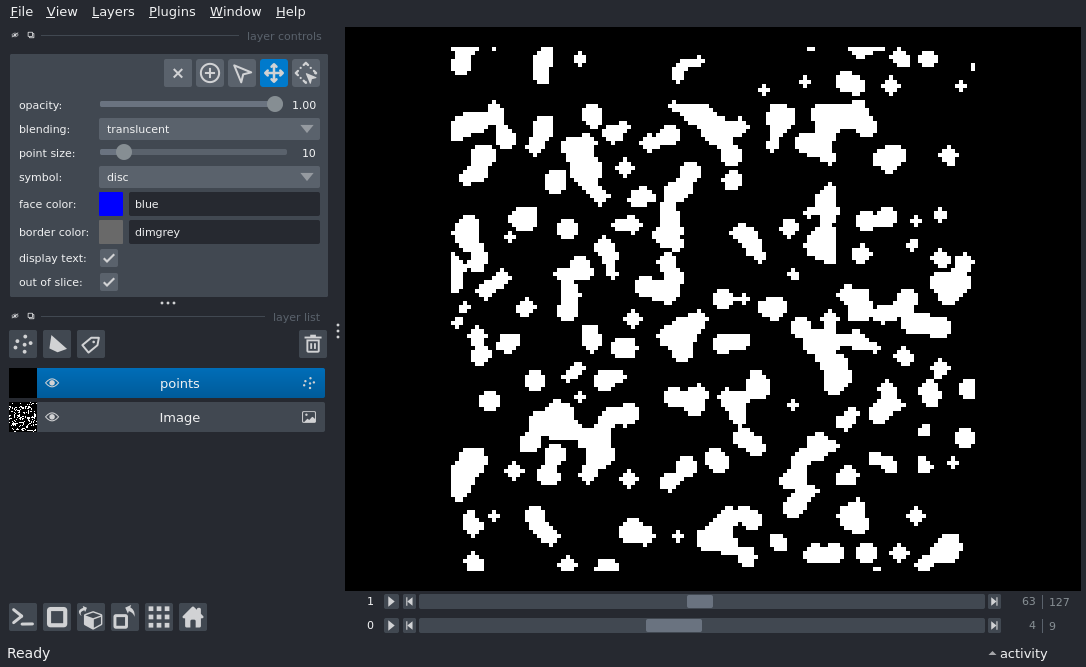 File View Layers Plugins Window Help
layer controls
opacity: 1.00
blending: translucent
point size: 10
symbol: disc
face color: blue
border color: dimgrey
display text:
out of slice:
layer list
points
Image
1 63 127
0 4 9
Ready activity